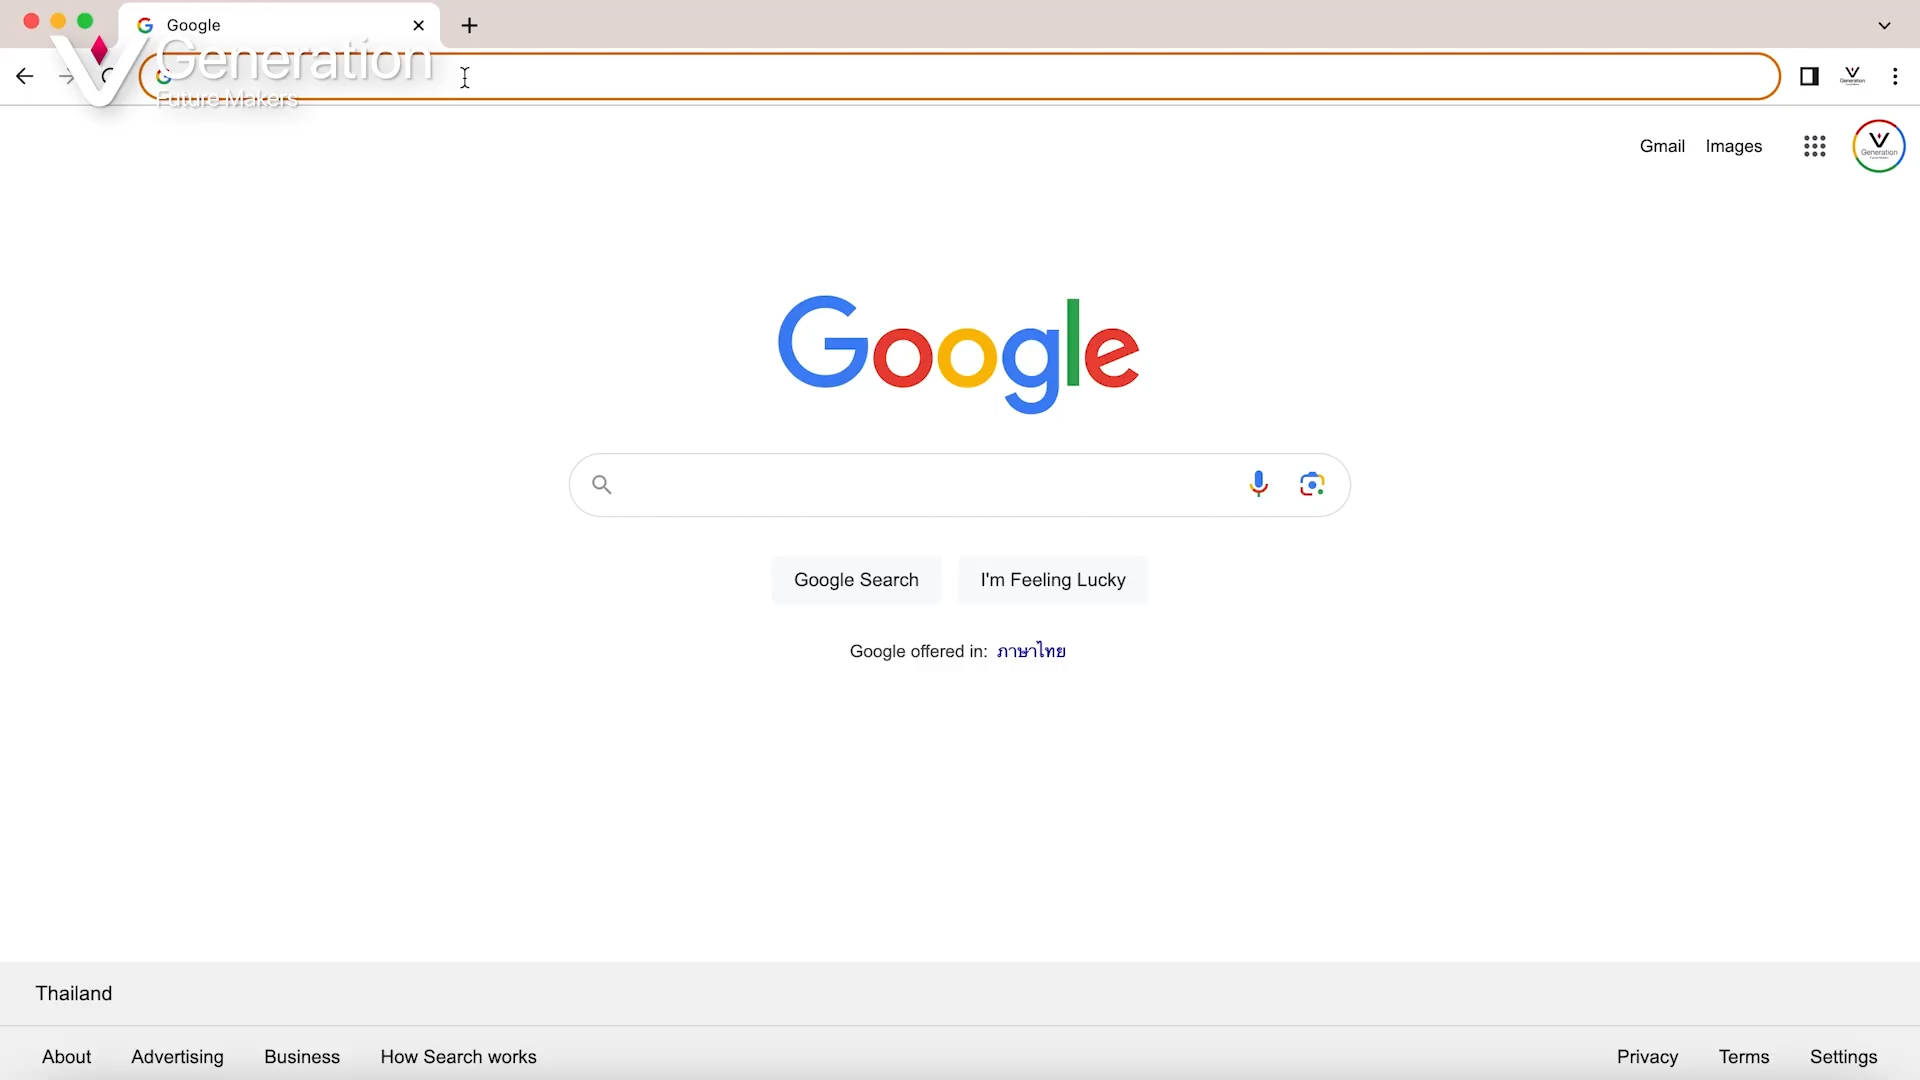 Google
Generation
Future Makers
Gmail
Images
Generation
Google
Google Search
I'm Feeling Lucky
Google offered in: ภาษาไทย
Thailand
About
Advertising
Business
How Search works
Privacy
Terms
Settings